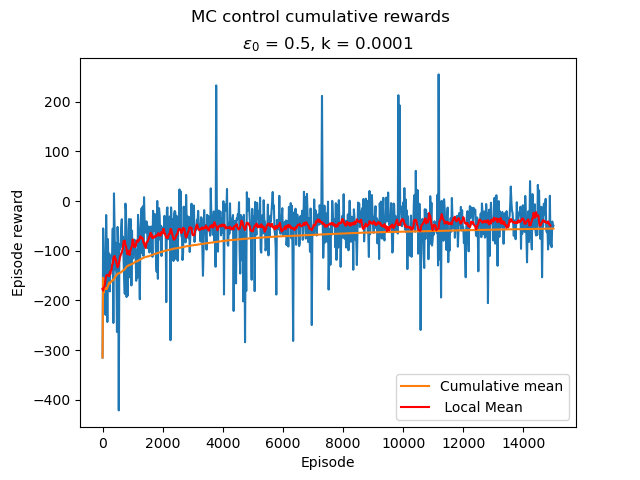 MC control cumulative rewards
ε₀ = 0.5, k = 0.0001
Episode reward
200
100
0
−100
−200
−300
−400
0 2000 4000 6000 8000 10000 12000 14000
Episode
Cumulative mean
Local Mean